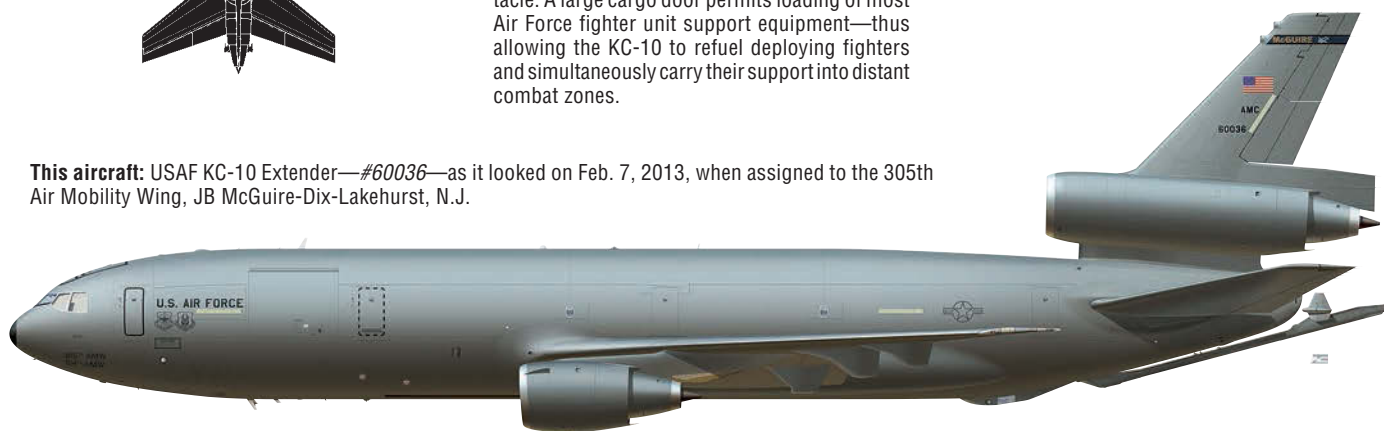 tacle. A large cargo door permits loading of most
Air Force fighter unit support equipment—thus
allowing the KC-10 to refuel deploying fighters
and simultaneously carry their support into distant
combat zones.
McGUIRE
AMC
60036
This aircraft: USAF KC-10 Extender—#60036—as it looked on Feb. 7, 2013, when assigned to the 305th
Air Mobility Wing, JB McGuire-Dix-Lakehurst, N.J.
U.S. AIR FORCE